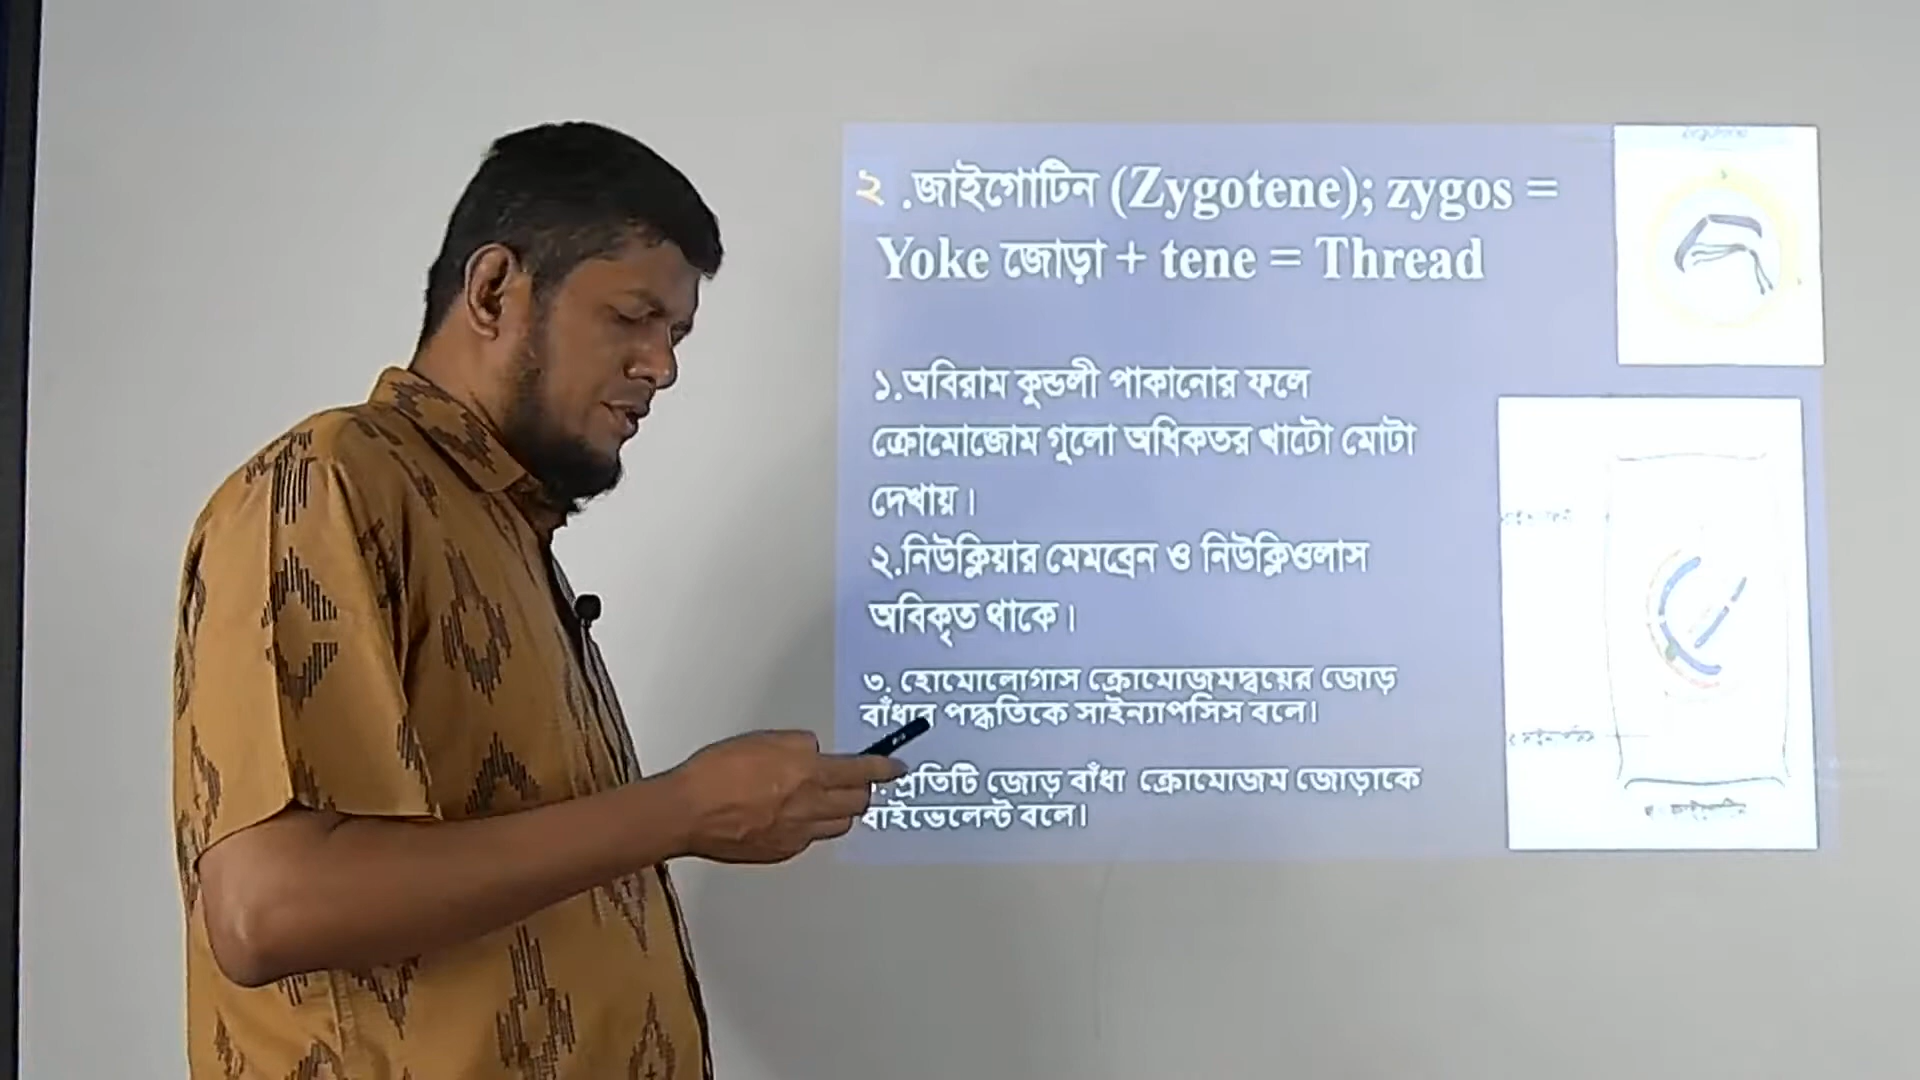 ২ .জাইগোটিন (Zygotene); zygos =
Yoke জোড়া + tene = Thread
১.অবিরাম কুন্ডলী পাকানোর ফলে
ক্রোমোজোম গুলো অধিকতর খাটো মোটা
দেখায়।
২.নিউক্লিয়ার মেমব্রেন ও নিউক্লিওলাস
অবিকৃত থাকে।
৩. হোমোলোগাস ক্রোমোজমদ্বয়ের জোড়
বাঁধার পদ্ধতিকে সাইন্যাপসিস বলে।
প্রতিটি জোড় বাঁধা ক্রোমোজম জোড়াকে
বাইভেলেন্ট বলে।